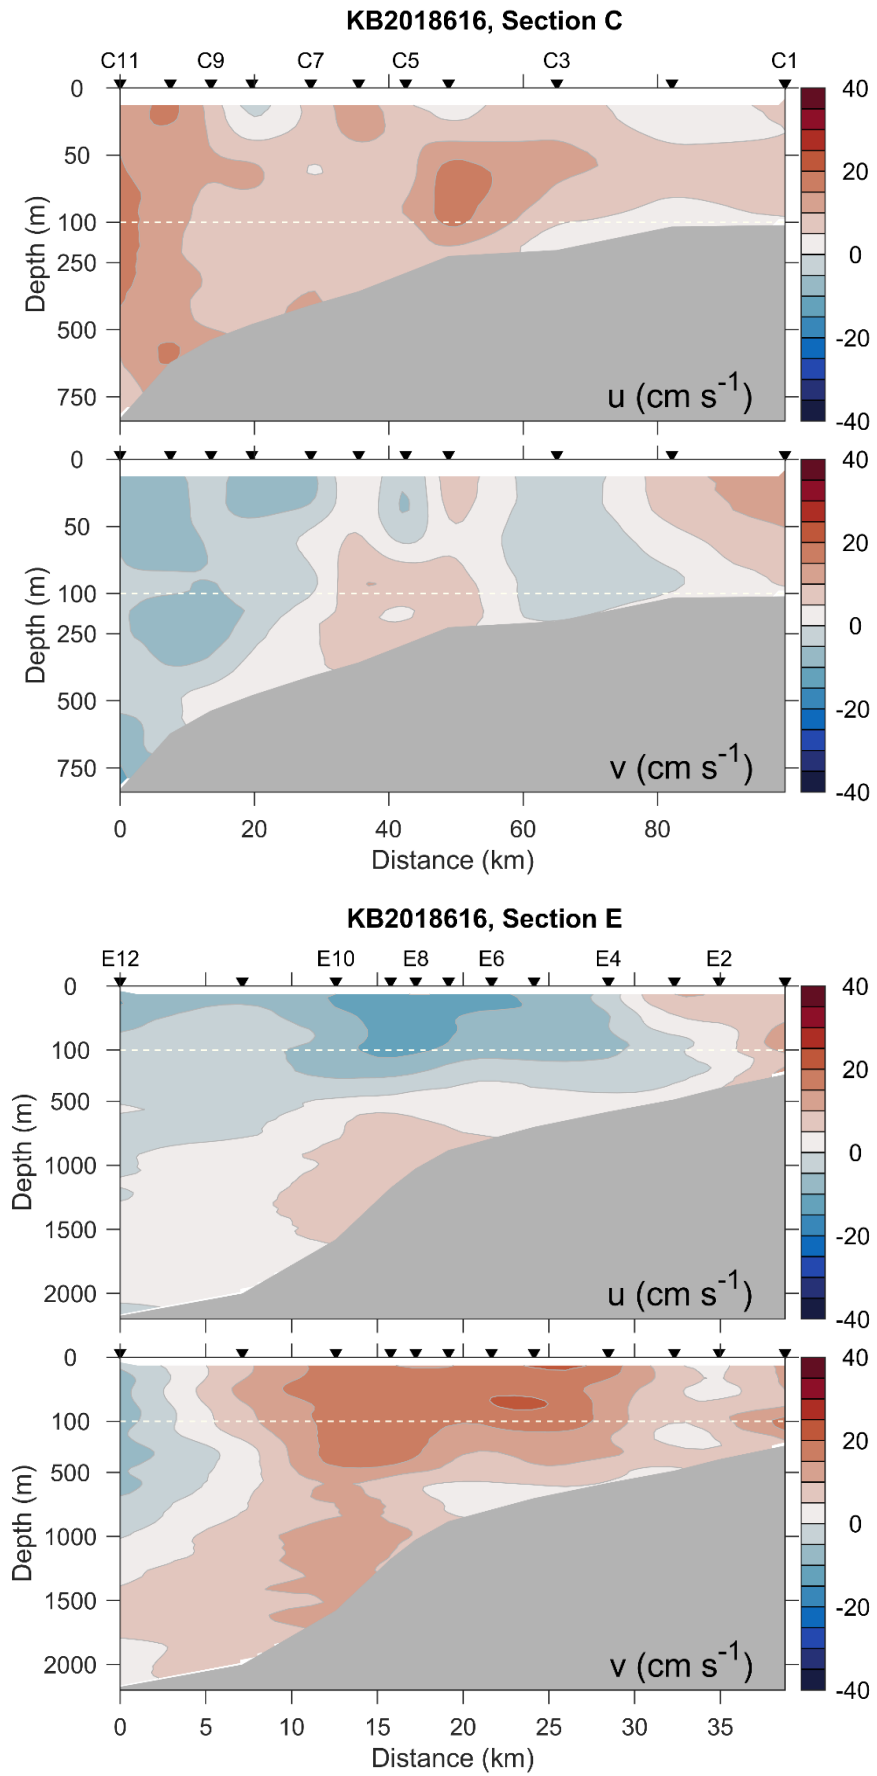 KB2018616, Section C
C11 C9 C7 C5 C3 C1
0
50
100
250
500
750
Depth (m)
u (cm s-1)
40
20
0
-20
-40
0
50
100
250
500
750
Depth (m)
v (cm s-1)
40
20
0
-20
-40
0 20 40 60 80
Distance (km)
KB2018616, Section E
E12 E10 E8 E6 E4 E2
0
100
500
1000
1500
2000
Depth (m)
u (cm s-1)
40
20
0
-20
-40
0
100
500
1000
1500
2000
Depth (m)
v (cm s-1)
40
20
0
-20
-40
0 5 10 15 20 25 30 35
Distance (km)